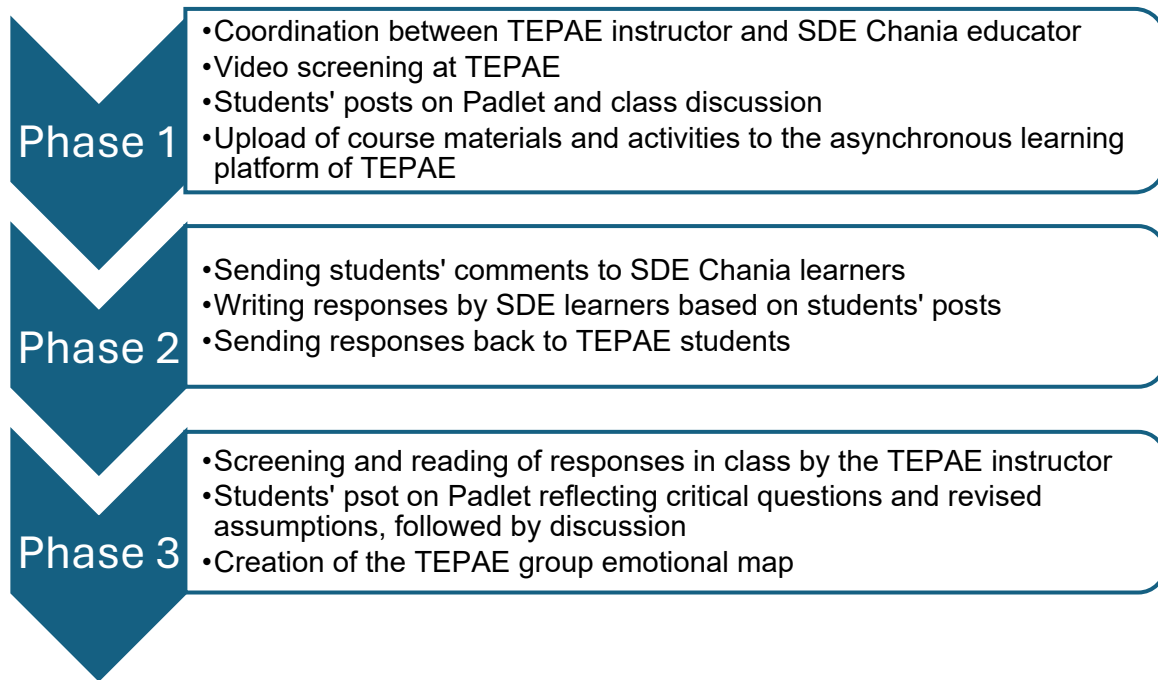 Phase 1
•Coordination between TEPAE instructor and SDE Chania educator
•Video screening at TEPAE
•Students' posts on Padlet and class discussion
•Upload of course materials and activities to the asynchronous learning
platform of TEPAE
Phase 2
•Sending students' comments to SDE Chania learners
•Writing responses by SDE learners based on students' posts
•Sending responses back to TEPAE students
Phase 3
•Screening and reading of responses in class by the TEPAE instructor
•Students' psot on Padlet reflecting critical questions and revised
assumptions, followed by discussion
•Creation of the TEPAE group emotional map